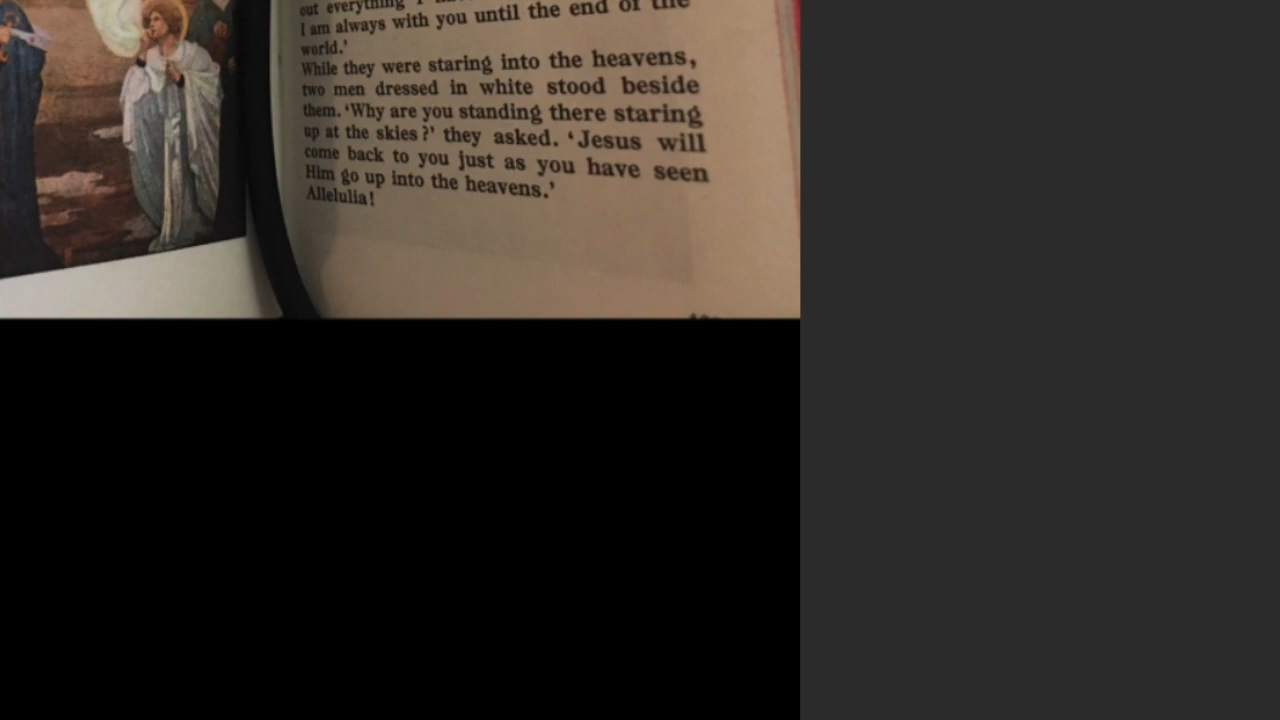 out everything I
I am always with you until the end of the
world.'
While they were staring into the heavens,
two men dressed in white stood beside
them. 'Why are you standing there staring
up at the skies?' they asked. 'Jesus will
come back to you just as you have seen
Him go up into the heavens.'
Allelulia!